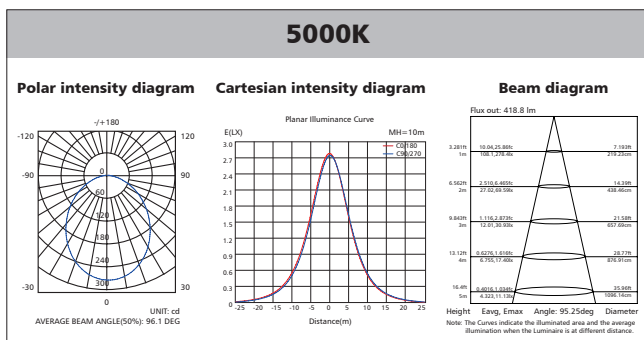 5000K
Polar intensity diagram
Cartesian intensity diagram
Beam diagram
-/+180
-120
120
-90
90
-30
30
0
0
60
120
180
240
300
UNIT: cd
AVERAGE BEAM ANGLE(50%): 96.1 DEG
Planar Illuminance Curve
E(LX)
MH=10m
C0/180
C90/270
3.0
2.7
2.4
2.1
1.8
1.5
1.2
0.9
0.6
0.3
0
-25 -20 -15 -10 -5 0 5 10 15 20 25
Distance(m)
Flux out: 418.8 lm
3.281ft 10.04,25.86fc 7.193ft
1m 108.1,278.4lx 219.23cm
6.562ft 2.510,6.465fc 14.39ft
2m 27.02,69.59lx 438.46cm
9.843ft 1.116,2.873fc 21.58ft
3m 12.01,30.93lx 657.69cm
13.12ft 0.6276,1.616fc 28.77ft
4m 6.755,17.40lx 876.91cm
16.4ft 0.4016,1.034fc 35.96ft
5m 4.323,11.13lx 1096.14cm
Height Eavg, Emax Angle: 95.25deg Diameter
Note: The Curves indicate the illuminated area and the average
illumination when the Luminaire is at different distance.